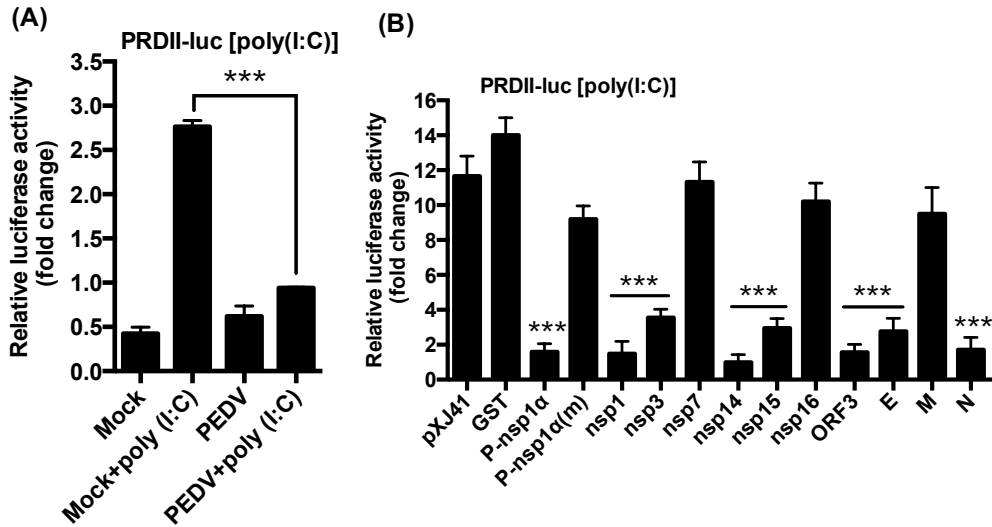 (A)
PRDII-luc [poly(I:C)]
Relative luciferase activity
(fold change)
3.5
3.0
2.5
2.0
1.5
1.0
0.5
0.0
***
Mock
Mock+poly (I:C)
PEDV
PEDV+poly (I:C)
(B)
PRDII-luc [poly(I:C)]
Relative luciferase activity
(fold change)
16
14
12
10
8
6
4
2
0
***
***
***
***
***
pXJ41
GST
P-nsp1α
P-nsp1α(m)
nsp1
nsp3
nsp7
nsp14
nsp15
nsp16
ORF3
E
M
N